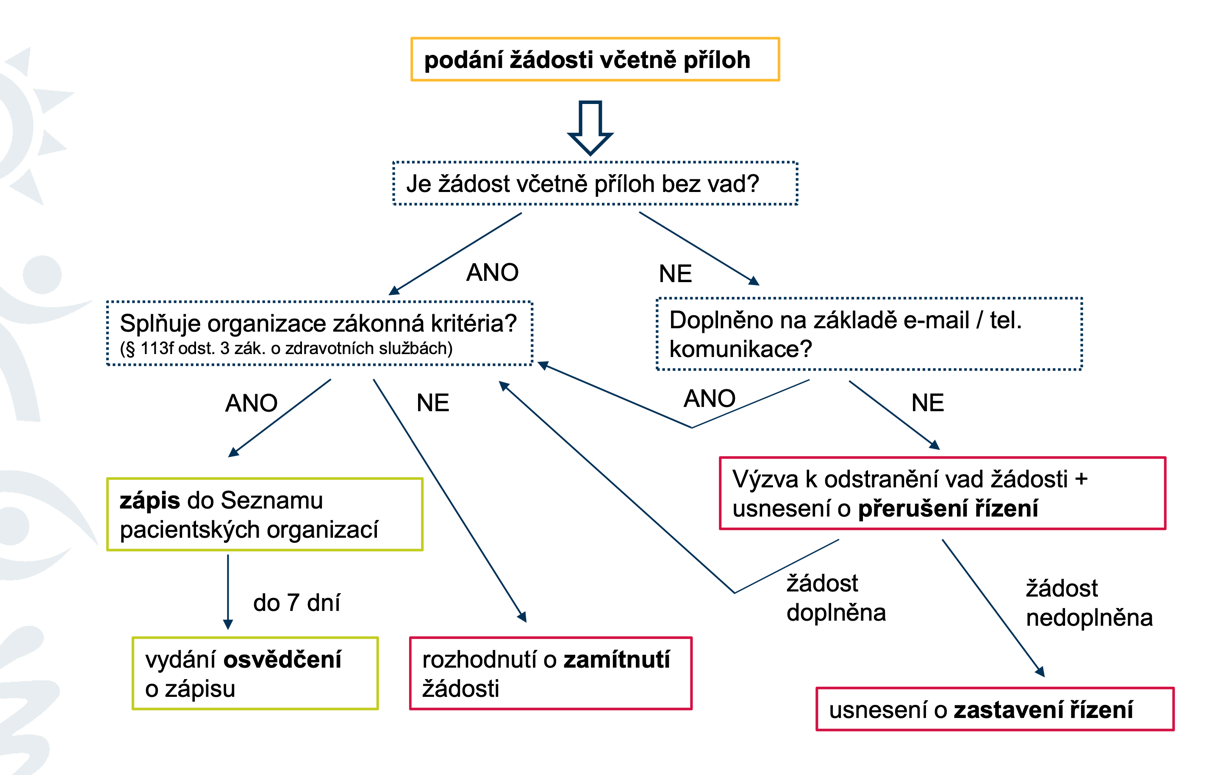 podání žádosti včetně příloh
Je žádost včetně příloh bez vad?
ANO
NE
Splňuje organizace zákonná kritéria?
(§ 113f odst. 3 zák. o zdravotních službách)
Doplněno na základě e-mail / tel.
komunikace?
ANO
NE
ANO
NE
zápis do Seznamu
pacientských organizací
Výzva k odstranění vad žádosti +
usnesení o přerušení řízení
do 7 dní
žádost
doplněna
žádost
nedoplněna
vydání osvědčení
o zápisu
rozhodnutí o zamítnutí
žádosti
usnesení o zastavení řízení